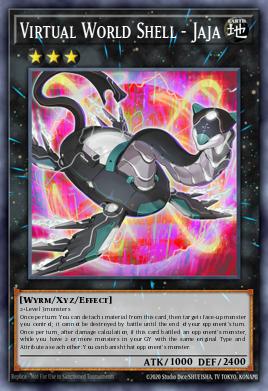 Virtual World Shell - Jaja
EARTH
地
[Wyrm/Xyz/Effect]
2+ Level 3 monsters
Once per turn: You can detach 1 material from this card, then target 1 face-up monster
you control; it cannot be destroyed by battle until the end of your opponent's turn.
Once per turn, after damage calculation, if this card battled an opponent's monster,
while you have 2 or more monsters in your GY with the same original Type and
Attribute as each other: You can banish that opponent's monster.
ATK/1000 DEF/2400
Replica - Not For Use In Sanctioned Tournaments
©2020 Studio Dice/SHUEISHA, TV TOKYO, KONAMI